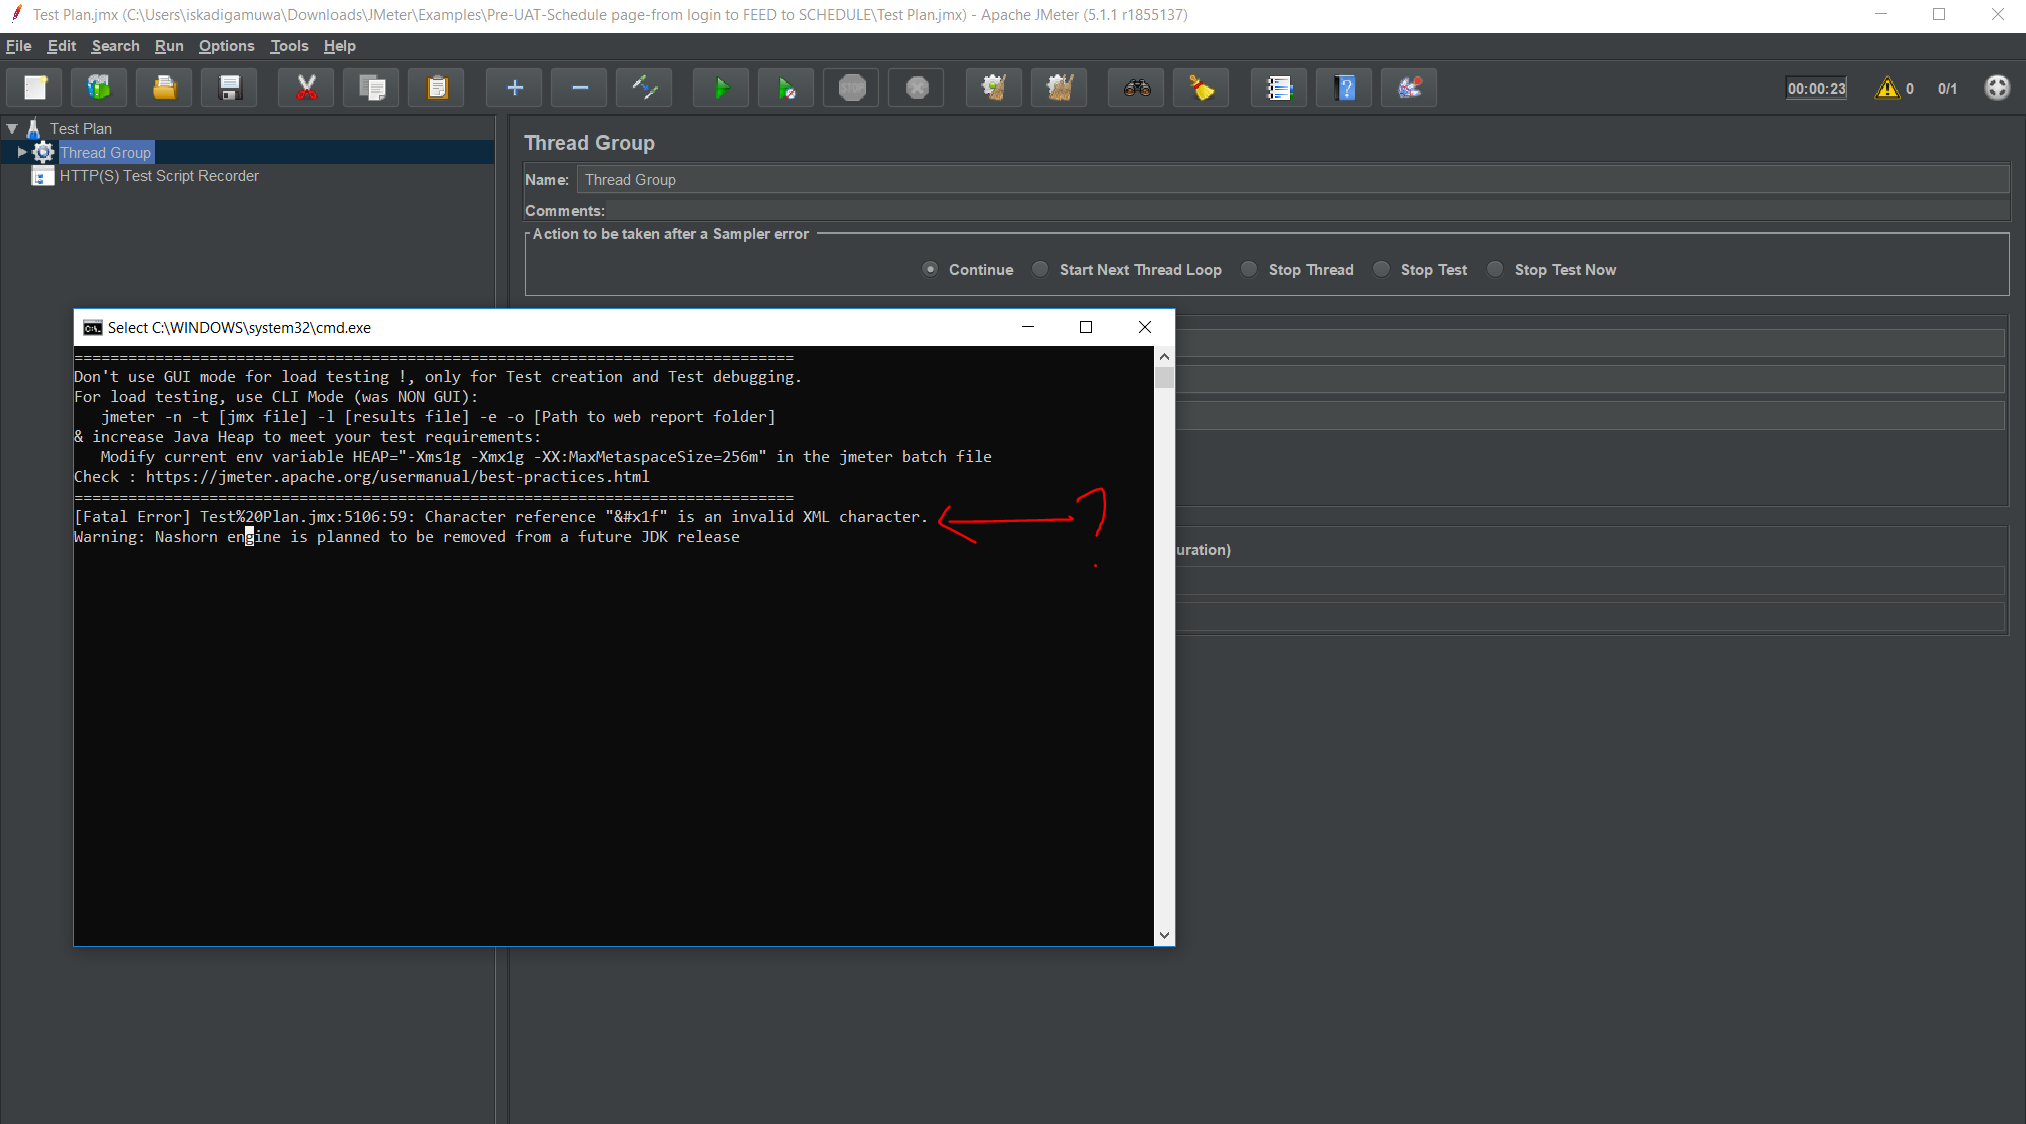 Test Plan.jmx (C:\Users\iskadigamuwa\Downloads\JMeter\Examples\Pre-UAT-Schedule page-from login to FEED to SCHEDULE\Test Plan.jmx) - Apache JMeter (5.1.1 r1855137)
File Edit Search Run Options Tools Help
STOP
00:00:23 0 0/1
Test Plan
Thread Group
HTTP(S) Test Script Recorder
Thread Group
Name: Thread Group
Comments:
Action to be taken after a Sampler error
Continue Start Next Thread Loop Stop Thread Stop Test Stop Test Now
Select C:\WINDOWS\system32\cmd.exe
================================================================================
Don't use GUI mode for load testing !, only for Test creation and Test debugging.
For load testing, use CLI Mode (was NON GUI):
   jmeter -n -t [jmx file] -l [results file] -e -o [Path to web report folder]
& increase Java Heap to meet your test requirements:
   Modify current env variable HEAP="-Xms1g -Xmx1g -XX:MaxMetaspaceSize=256m" in the jmeter batch file
Check : https://jmeter.apache.org/usermanual/best-practices.html
================================================================================
[Fatal Error] Test%20Plan.jmx:5106:59: Character reference "&#x1f" is an invalid XML character.
?
Warning: Nashorn engine is planned to be removed from a future JDK release
uration)